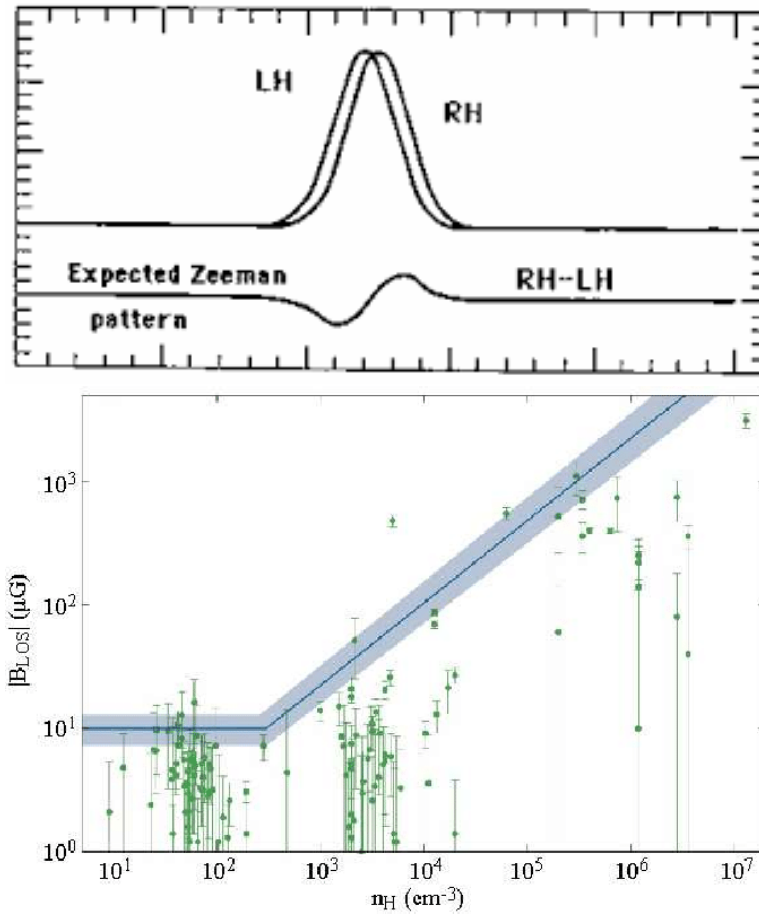 LH
RH
Expected Zeeman
pattern
RH-LH
|B_LOS| (μG)
10³
10²
10¹
10⁰
10¹ 10² 10³ 10⁴ 10⁵ 10⁶ 10⁷
n_H (cm⁻³)